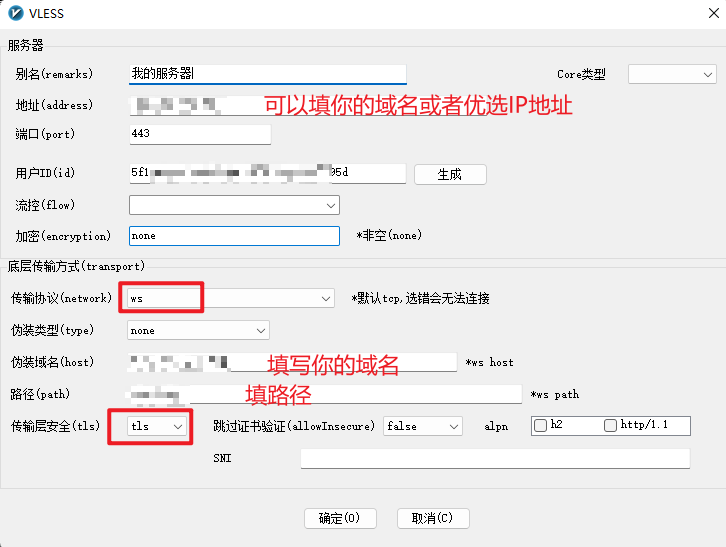 VLESS
服务器
别名(remarks) 我的服务器 Core类型
地址(address) 可以填你的域名或者优选IP地址
端口(port) 443
用户ID(id) 5f1 95d 生成
流控(flow)
加密(encryption) none *非空(none)
底层传输方式(transport)
传输协议(network) ws *默认tcp,选错会无法连接
伪装类型(type) none
伪装域名(host) 填写你的域名 *ws host
路径(path) 填路径 *ws path
传输层安全(tls) tls 跳过证书验证(allowInsecure) false alpn h2 http/1.1
SNI
确定(O) 取消(C)